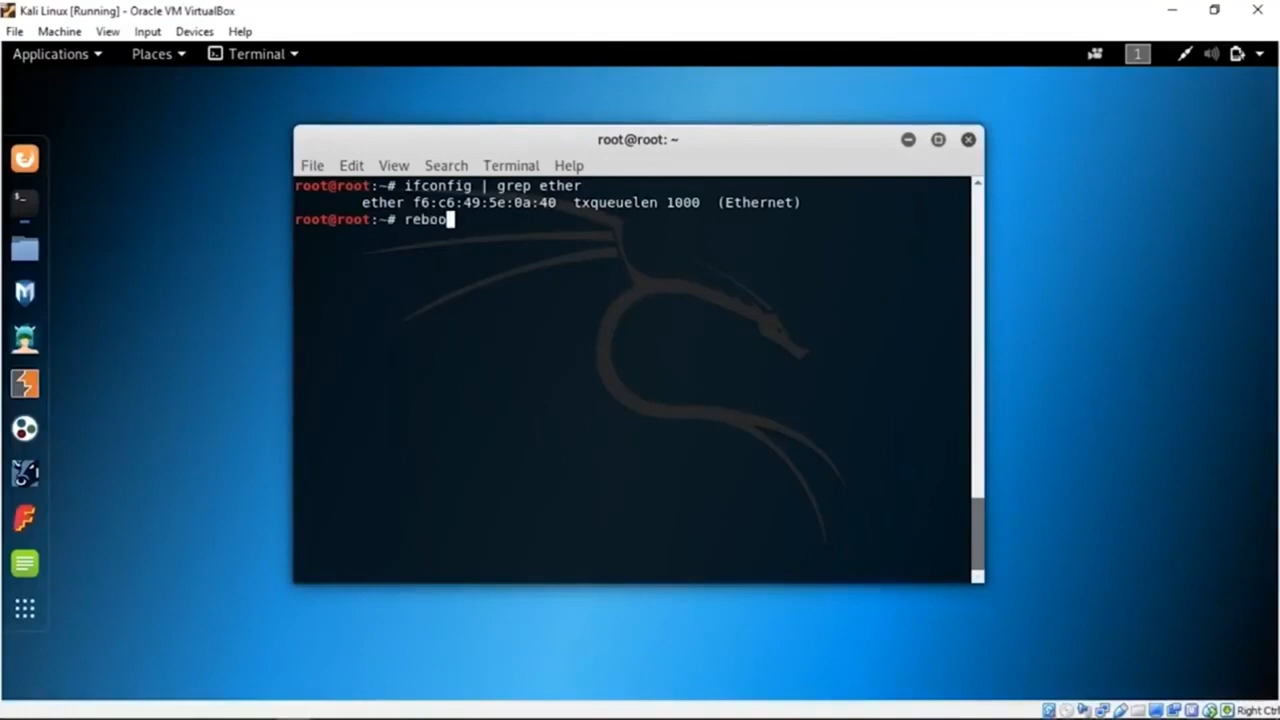 Kali Linux [Running] - Oracle VM VirtualBox
File Machine View Input Devices Help
Applications Places Terminal 1
root@root: ~
File Edit View Search Terminal Help
root@root:~# ifconfig | grep ether
ether f6:c6:49:5e:0a:40 txqueuelen 1000 (Ethernet)
root@root:~# reboo
Right Ctrl